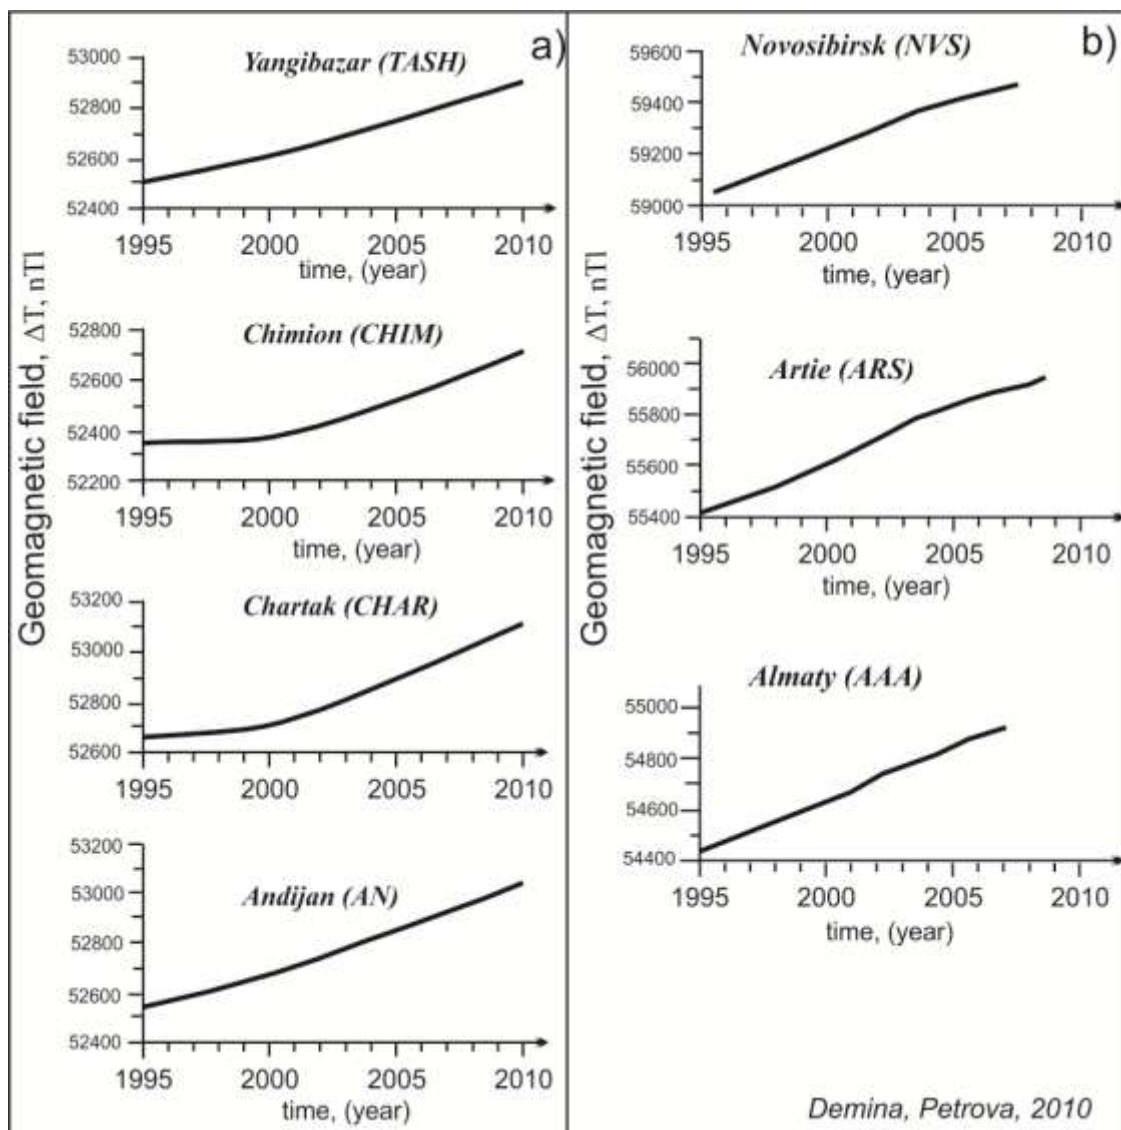 a)
Geomagnetic field, ΔT, nTl
Yangibazar (TASH)
53000
52800
52600
52400
1995 2000 2005 2010
time, (year)
Chimion (CHIM)
52800
52600
52400
52200
1995 2000 2005 2010
time, (year)
Chartak (CHAR)
53200
53000
52800
52600
1995 2000 2005 2010
time, (year)
Andijan (AN)
53200
53000
52800
52600
52400
1995 2000 2005 2010
time, (year)
b)
Geomagnetic field, ΔT, nTl
Novosibirsk (NVS)
59600
59400
59200
59000
1995 2000 2005 2010
time, (year)
Artie (ARS)
56000
55800
55600
55400
1995 2000 2005 2010
time, (year)
Almaty (AAA)
55000
54800
54600
54400
1995 2000 2005 2010
time, (year)
Demina, Petrova, 2010